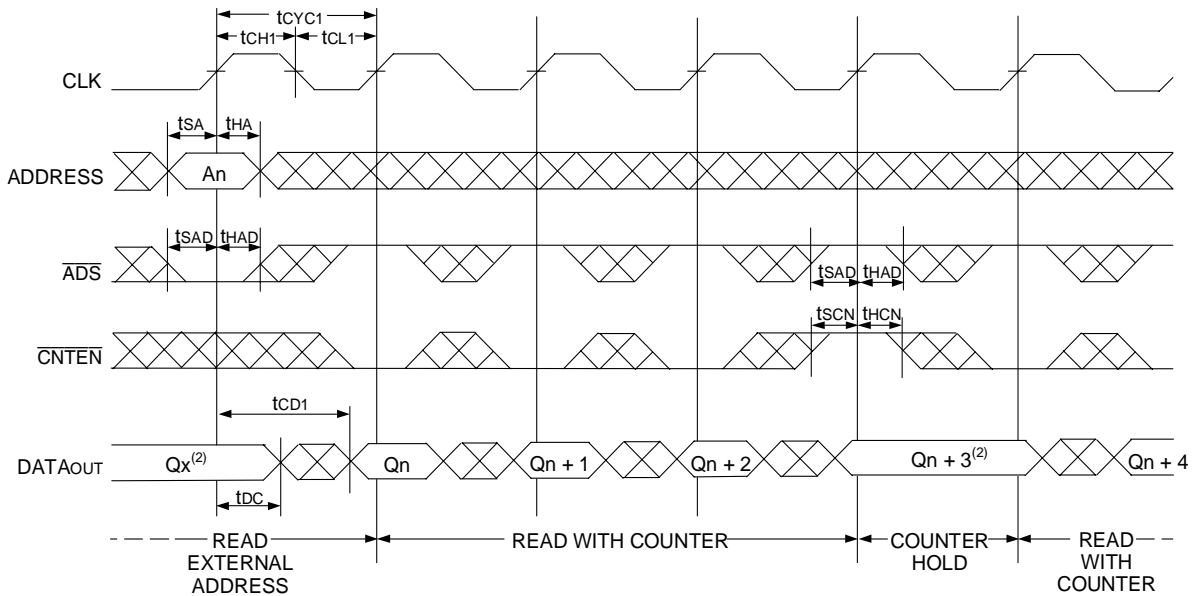 tCYC1
tCH1
tCL1
CLK
tSA
tHA
ADDRESS
An
tSAD
tHAD
ADS
tSAD
tHAD
tSCN
tHCN
CNTEN
tCD1
DATAOUT
Qx(2)
Qn
Qn + 1
Qn + 2
Qn + 3(2)
Qn + 4
tDC
READ
EXTERNAL
ADDRESS
READ WITH COUNTER
COUNTER
HOLD
READ
WITH
COUNTER